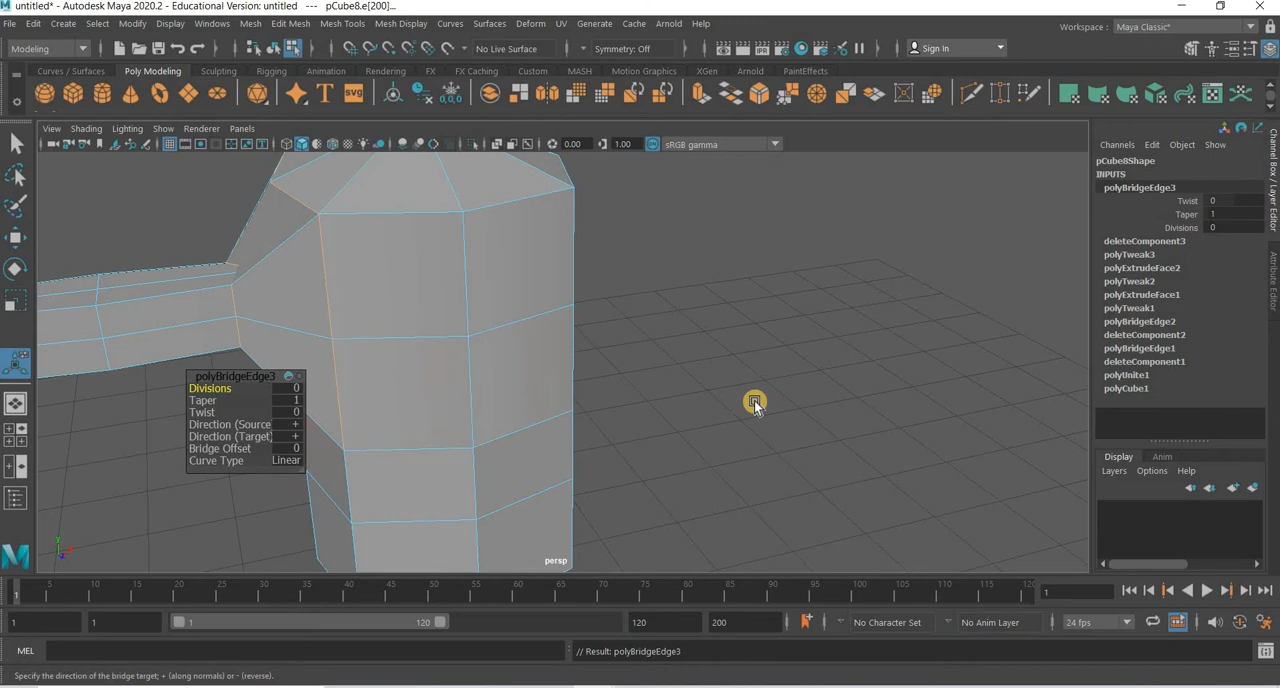 untitled* - Autodesk Maya 2020.2 - Educational Version: untitled   ---   pCube8.e[200]...
File Edit Create Select Modify Display Windows Mesh Edit Mesh Mesh Tools Mesh Display Curves Surfaces Deform UV Generate Cache Arnold Help
Workspace : Maya Classic*
Modeling
No Live Surface
Symmetry: Off
Sign In
Curves / Surfaces Poly Modeling Sculpting Rigging Animation Rendering FX FX Caching Custom MASH Motion Graphics XGen Arnold PaintEffects
View Shading Lighting Show Renderer Panels
0.00 1.00 sRGB gamma
Channels Edit Object Show
pCube8Shape
INPUTS
polyBridgeEdge3
Twist 0
Taper 1
Divisions 0
deleteComponent3
polyTweak3
polyExtrudeFace2
polyTweak2
polyExtrudeFace1
polyTweak1
polyBridgeEdge2
deleteComponent2
polyBridgeEdge1
deleteComponent1
polyUnite1
polyCube1
Channel Box / Layer Editor
Attribute Editor
polyBridgeEdge3
Divisions 0
Taper 1
Twist 0
Direction (Source +
Direction (Target) +
Bridge Offset 0
Curve Type Linear
persp
Display Anim
Layers Options Help
5 10 15 20 25 30 35 40 45 50 55 60 65 70 75 80 85 90 95 100 105 110 115 120
1
1 1 1 120 120 200 No Character Set No Anim Layer 24 fps
MEL // Result: polyBridgeEdge3
Specify the direction of the bridge target; + (along normals) or - (reverse).